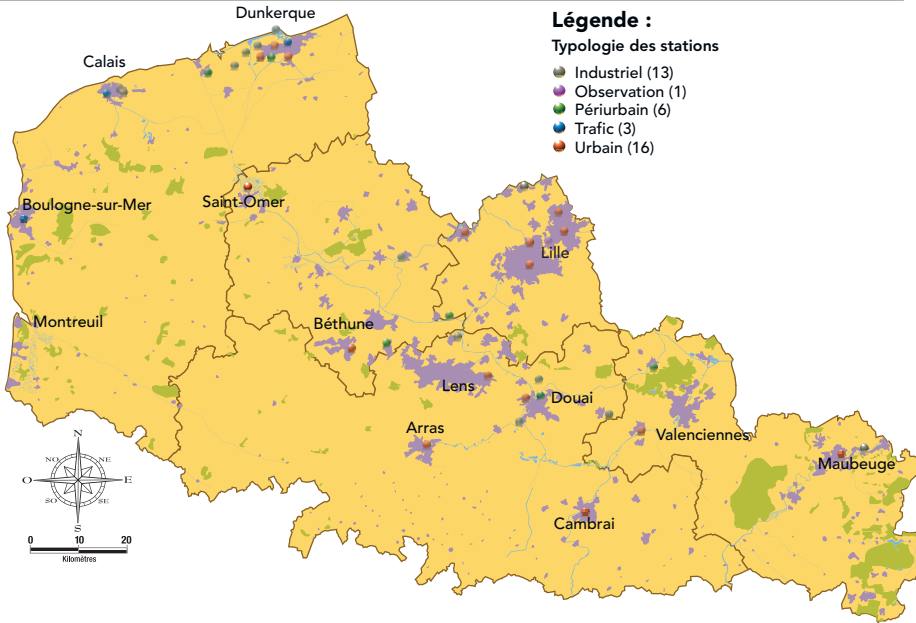 Dunkerque
Légende :
Typologie des stations
Industriel (13)
Observation (1)
Périurbain (6)
Trafic (3)
Urbain (16)
Calais
Saint-Omer
Boulogne-sur-Mer
Lille
Montreuil
Béthune
Lens
Douai
Arras
Valenciennes
Maubeuge
Cambrai
N
NO NE
O E
SO SE
S
0 10 20
Kilomètres